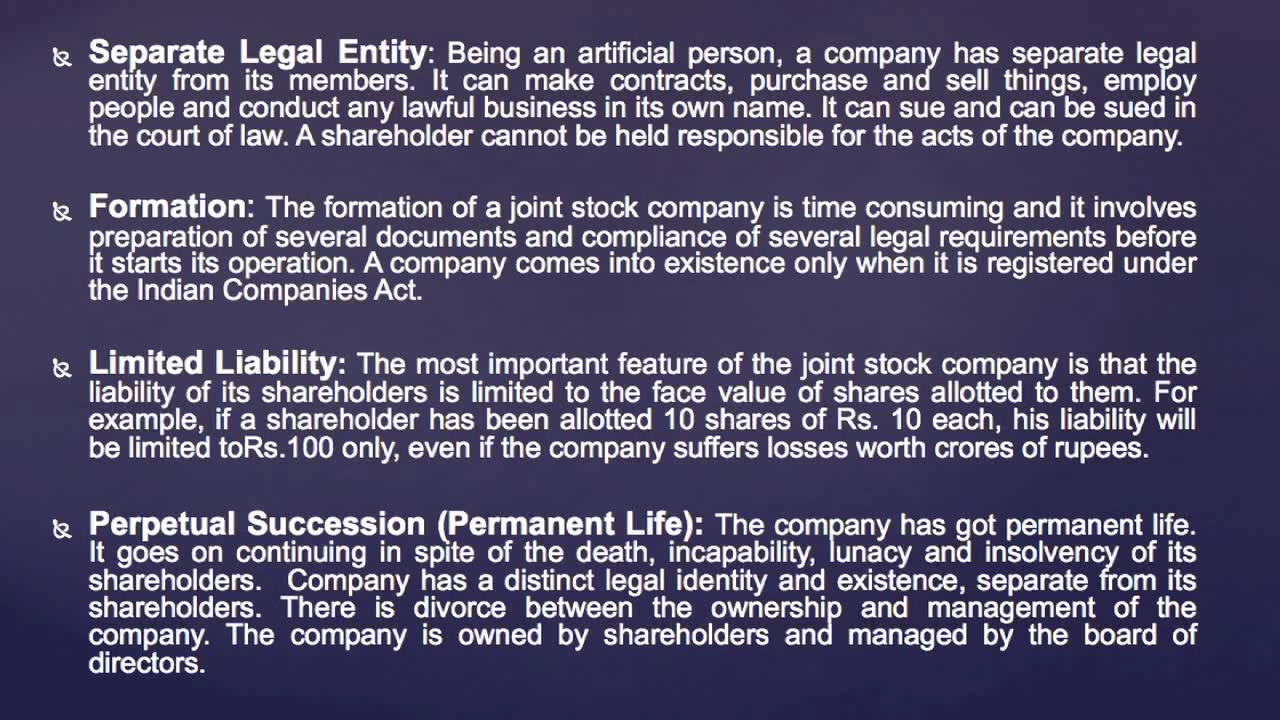 Separate Legal Entity: Being an artificial person, a company has separate legal
entity from its members. It can make contracts, purchase and sell things, employ
people and conduct any lawful business in its own name. It can sue and can be sued in
the court of law. A shareholder cannot be held responsible for the acts of the company.
Formation: The formation of a joint stock company is time consuming and it involves
preparation of several documents and compliance of several legal requirements before
it starts its operation. A company comes into existence only when it is registered under
the Indian Companies Act.
Limited Liability: The most important feature of the joint stock company is that the
liability of its shareholders is limited to the face value of shares allotted to them. For
example, if a shareholder has been allotted 10 shares of Rs. 10 each, his liability will
be limited toRs.100 only, even if the company suffers losses worth crores of rupees.
Perpetual Succession (Permanent Life): The company has got permanent life.
It goes on continuing in spite of the death, incapability, lunacy and insolvency of its
shareholders.  Company has a distinct legal identity and existence, separate from its
shareholders. There is divorce between the ownership and management of the
company. The company is owned by shareholders and managed by the board of
directors.